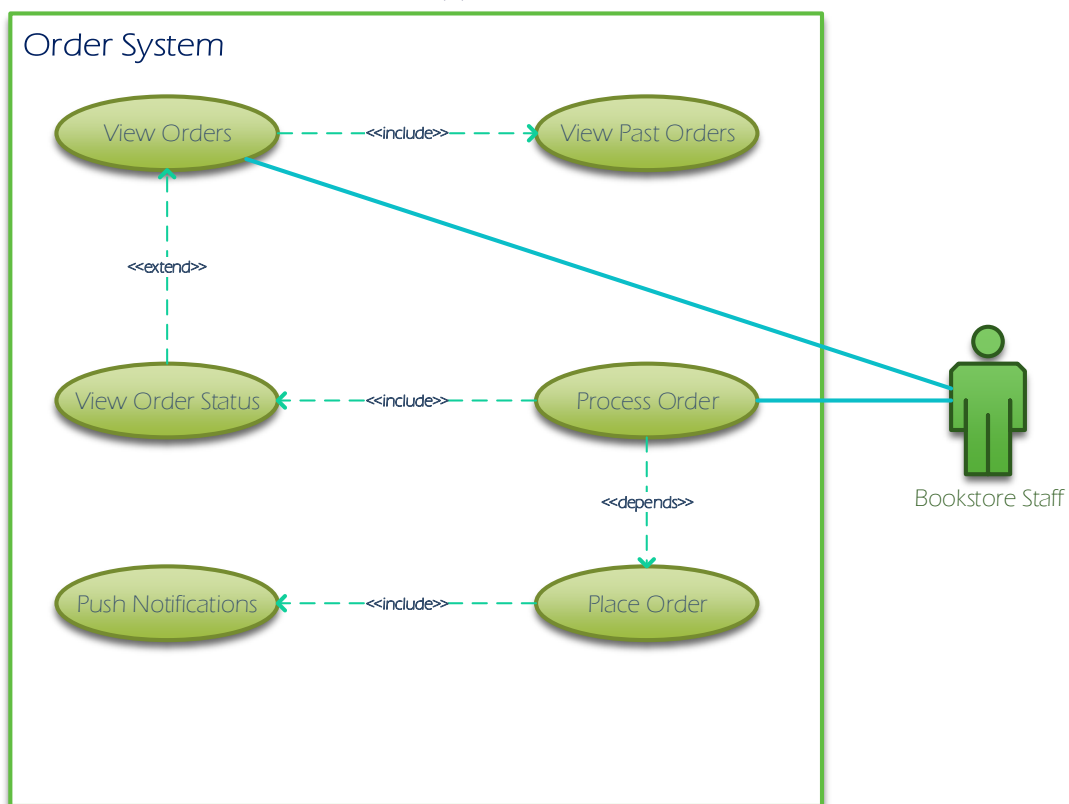 Order System
View Orders
<<include>>
View Past Orders
<<extend>>
View Order Status
<<include>>
Process Order
Bookstore Staff
<<depends>>
Push Notifications
<<include>>
Place Order